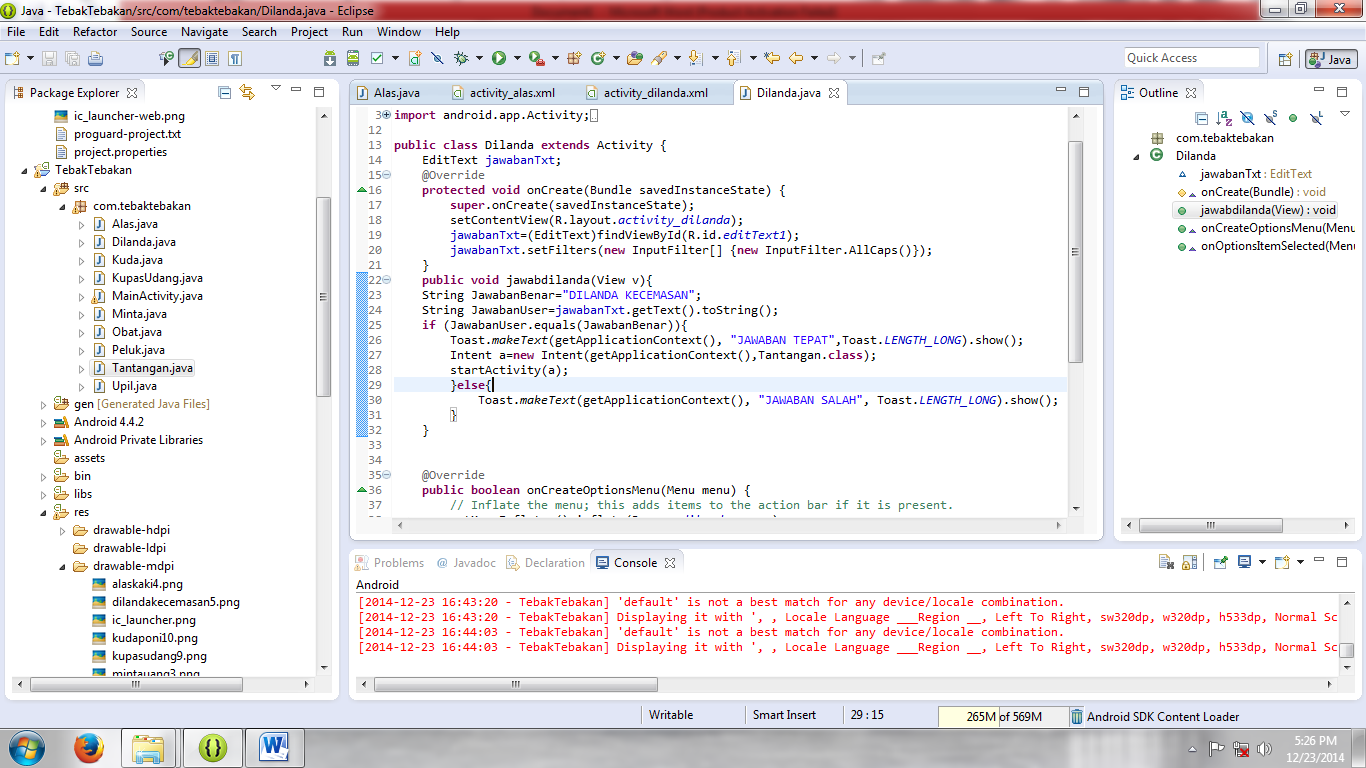 Java - TebakTebakan/src/com/tebaktebakan/Dilanda.java - Eclipse
File Edit Refactor Source Navigate Search Project Run Window Help
Quick Access
Java
Package Explorer
ic_launcher-web.png
proguard-project.txt
project.properties
TebakTebakan
src
com.tebaktebakan
Alas.java
Dilanda.java
Kuda.java
KupasUdang.java
MainActivity.java
Minta.java
Obat.java
Peluk.java
Tantangan.java
Upil.java
gen [Generated Java Files]
Android 4.4.2
Android Private Libraries
assets
bin
libs
res
drawable-hdpi
drawable-ldpi
drawable-mdpi
alaskaki4.png
dilandakecemasan5.png
ic_launcher.png
kudaponi10.png
kupasudang9.png
mintauang3.png
Alas.java activity_alas.xml activity_dilanda.xml Dilanda.java
3 import android.app.Activity;
12
13 public class Dilanda extends Activity {
14 EditText jawabanTxt;
15 @Override
16 protected void onCreate(Bundle savedInstanceState) {
17 super.onCreate(savedInstanceState);
18 setContentView(R.layout.activity_dilanda);
19 jawabanTxt=(EditText)findViewById(R.id.editText1);
20 jawabanTxt.setFilters(new InputFilter[] {new InputFilter.AllCaps()});
21 }
22 public void jawabdilanda(View v){
23 String JawabanBenar="DILANDA KECEMASAN";
24 String JawabanUser=jawabanTxt.getText().toString();
25 if (JawabanUser.equals(JawabanBenar)){
26 Toast.makeText(getApplicationContext(), "JAWABAN TEPAT",Toast.LENGTH_LONG).show();
27 Intent a=new Intent(getApplicationContext(),Tantangan.class);
28 startActivity(a);
29 }else{
30 Toast.makeText(getApplicationContext(), "JAWABAN SALAH", Toast.LENGTH_LONG).show();
31 }
32 }
33
34
35 @Override
36 public boolean onCreateOptionsMenu(Menu menu) {
37 // Inflate the menu; this adds items to the action bar if it is present.
Outline
com.tebaktebakan
Dilanda
jawabanTxt : EditText
onCreate(Bundle) : void
jawabdilanda(View) : void
onCreateOptionsMenu(Menu
onOptionsItemSelected(Menu
Problems Javadoc Declaration Console
Android
[2014-12-23 16:43:20 - TebakTebakan] 'default' is not a best match for any device/locale combination.
[2014-12-23 16:43:20 - TebakTebakan] Displaying it with ', , Locale Language ___Region __, Left To Right, sw320dp, w320dp, h533dp, Normal Sc
[2014-12-23 16:44:03 - TebakTebakan] 'default' is not a best match for any device/locale combination.
[2014-12-23 16:44:03 - TebakTebakan] Displaying it with ', , Locale Language ___Region __, Left To Right, sw320dp, w320dp, h533dp, Normal Sc
Writable Smart Insert 29 : 15 265M of 569M Android SDK Content Loader
5:26 PM
12/23/2014